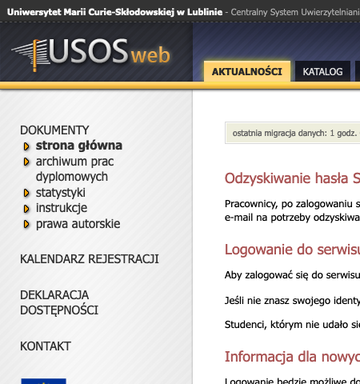 Uniwersytet Marii Curie-Skłodowskiej w Lublinie - Centralny System Uwierzytelniani
USOSweb
AKTUALNOŚCI
KATALOG
DOKUMENTY
strona główna
archiwum prac
dyplomowych
statystyki
instrukcje
prawa autorskie
KALENDARZ REJESTRACJI
DEKLARACJA
DOSTĘPNOŚCI
KONTAKT
ostatnia migracja danych: 1 godz.
Odzyskiwanie hasła S
Pracownicy, po zalogowaniu s
e-mail na potrzeby odzyskiwa
Logowanie do serwisu
Aby zalogować się do serwisu
Jeśli nie znasz swojego identy
Studenci, którym nie udało si
Informacja dla nowyc
Logowanie będzie możliwe do